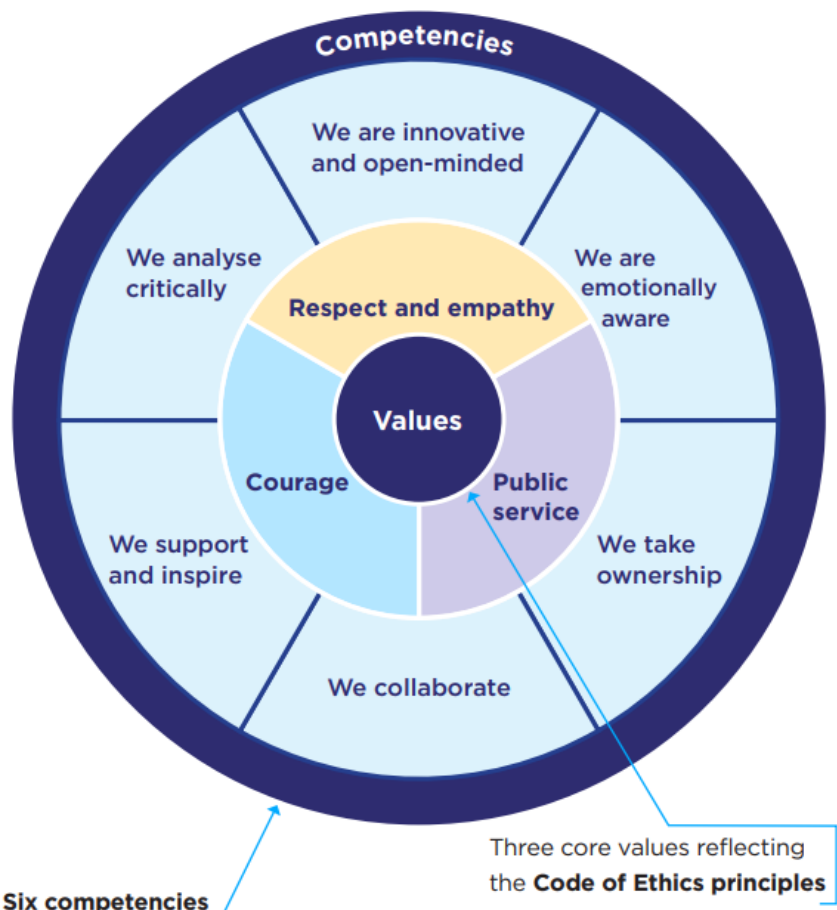 Competencies
We are innovative
and open-minded
We analyse
critically
We are
emotionally
aware
Respect and empathy
Values
Courage
Public
service
We support
and inspire
We take
ownership
We collaborate
Three core values reflecting
the Code of Ethics principles
Six competencies